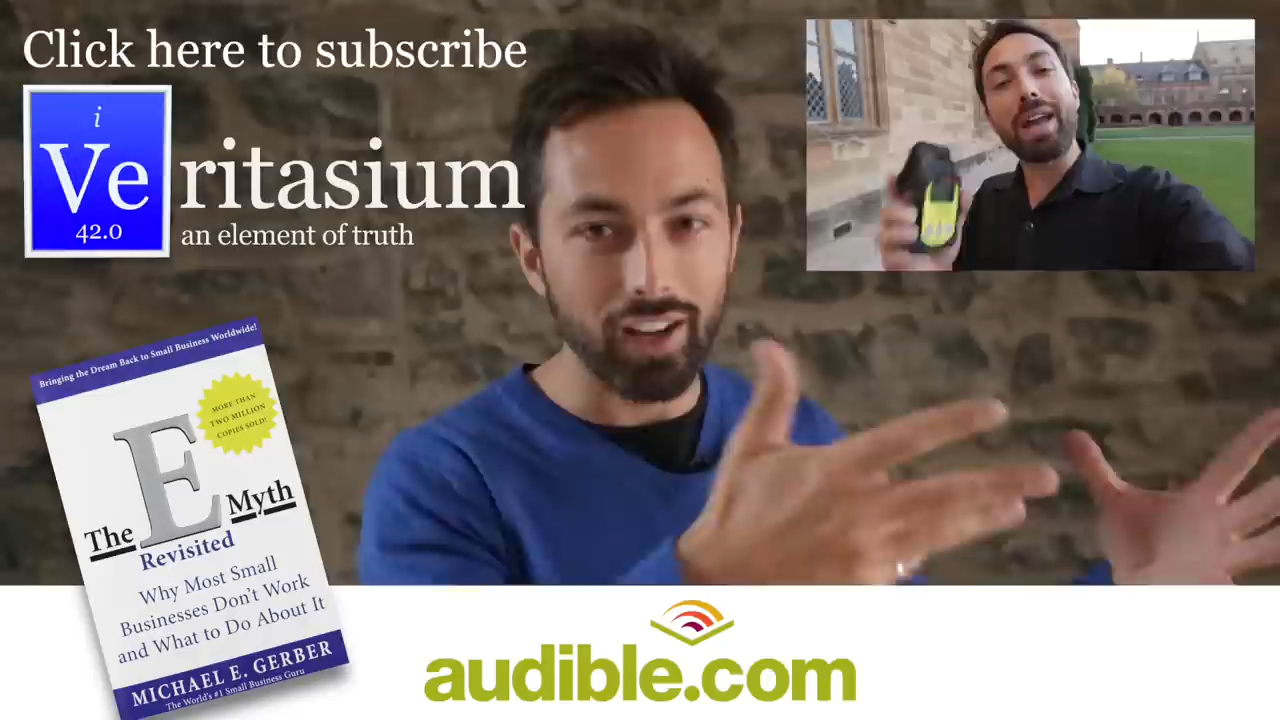 Click here to subscribe
i
Ve
42.0
ritasium
an element of truth
Bringing the Dream Back to Small Business Worldwide!
MORE THAN
TWO MILLION
COPIES SOLD!
The E Myth
Revisited
Why Most Small
Businesses Don't Work
and What to Do About It
MICHAEL E. GERBER
The World's #1 Small Business Guru
audible.com